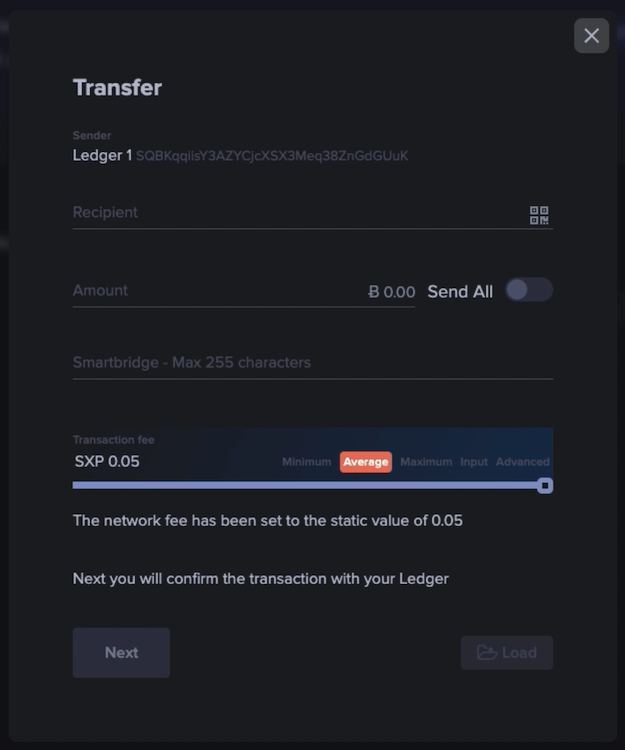 Transfer
Sender
Ledger 1 SQBKqqiisY3AZYCjcXSX3Meq38ZnGdGUuK
Recipient
Amount Ƀ 0.00 Send All
Smartbridge - Max 255 characters
Transaction fee
SXP 0.05 Minimum Average Maximum Input Advanced
The network fee has been set to the static value of 0.05
Next you will confirm the transaction with your Ledger
Next Load